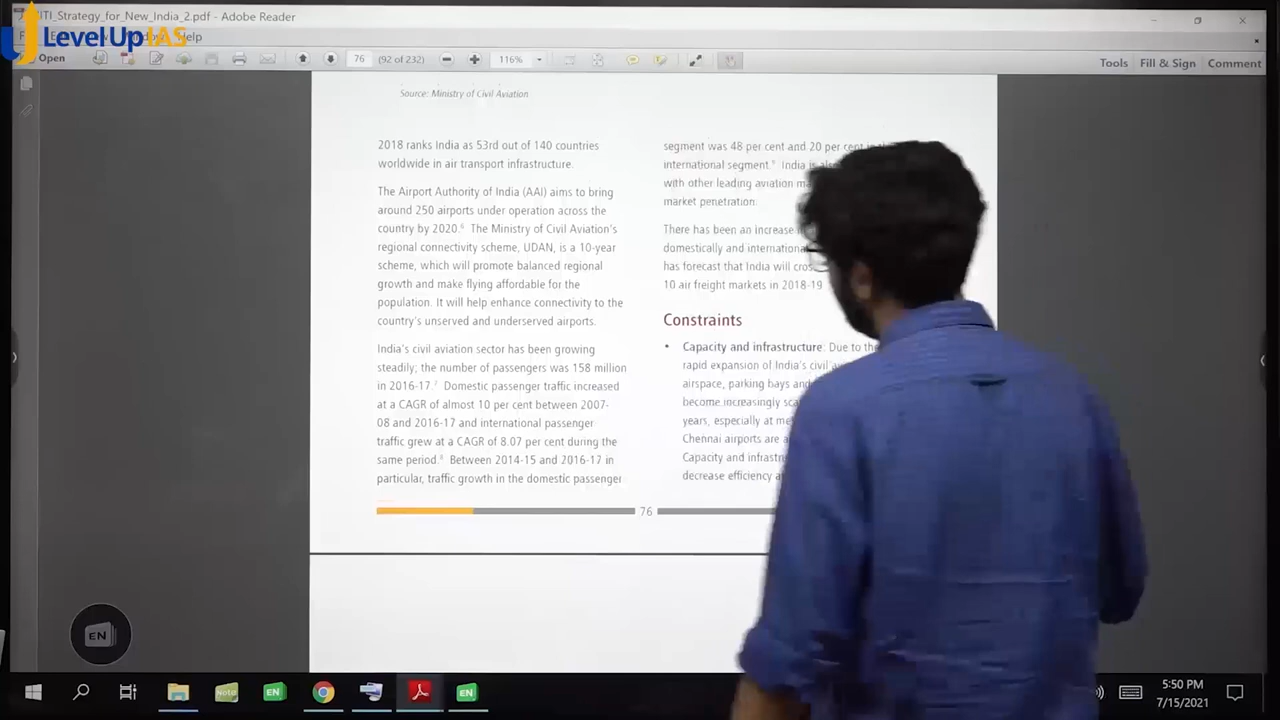 NITI_Strategy_for_New_India_2.pdf - Adobe Reader
LevelUp IAS
Help
Open
76
(92 of 232)
116%
Tools
Fill & Sign
Comment
Source: Ministry of Civil Aviation
2018 ranks India as 53rd out of 140 countries
worldwide in air transport infrastructure.
The Airport Authority of India (AAI) aims to bring
around 250 airports under operation across the
country by 2020.6 The Ministry of Civil Aviation's
regional connectivity scheme, UDAN, is a 10-year
scheme, which will promote balanced regional
growth and make flying affordable for the
population. It will help enhance connectivity to the
country's unserved and underserved airports.
India's civil aviation sector has been growing
steadily; the number of passengers was 158 million
in 2016-17.7 Domestic passenger traffic increased
at a CAGR of almost 10 per cent between 2007-
08 and 2016-17 and international passenger
traffic grew at a CAGR of 8.07 per cent during the
same period.8 Between 2014-15 and 2016-17 in
particular, traffic growth in the domestic passenger
segment was 48 per cent and 20 per cent
international segment.9 India is
with other leading aviation
market penetration.
There has been an increase
domestically and
has forecast that India will
10 air freight markets in 2018-19
Constraints
• Capacity and infrastructure: Due to the
rapid expansion of India's civil
airspace, parking bays and
become increasingly
years, especially at
Chennai airports are
Capacity and
decrease efficiency
76
EN
Note
EN
EN
5:50 PM
7/15/2021